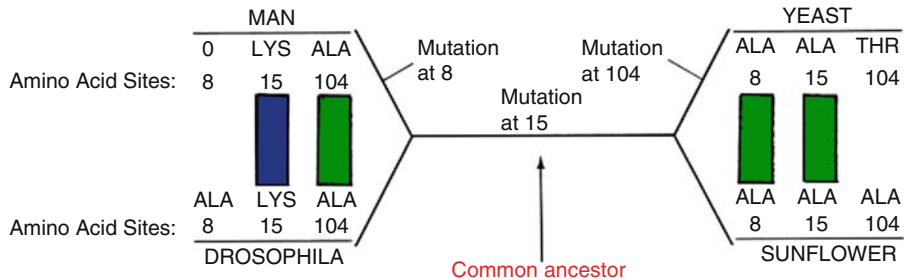 MAN
0 LYS ALA
Amino Acid Sites: 8 15 104
Mutation
at 8
Mutation
at 15
Mutation
at 104
YEAST
ALA ALA THR
8 15 104
ALA LYS ALA
Amino Acid Sites: 8 15 104
DROSOPHILA
ALA ALA ALA
8 15 104
SUNFLOWER
Common ancestor